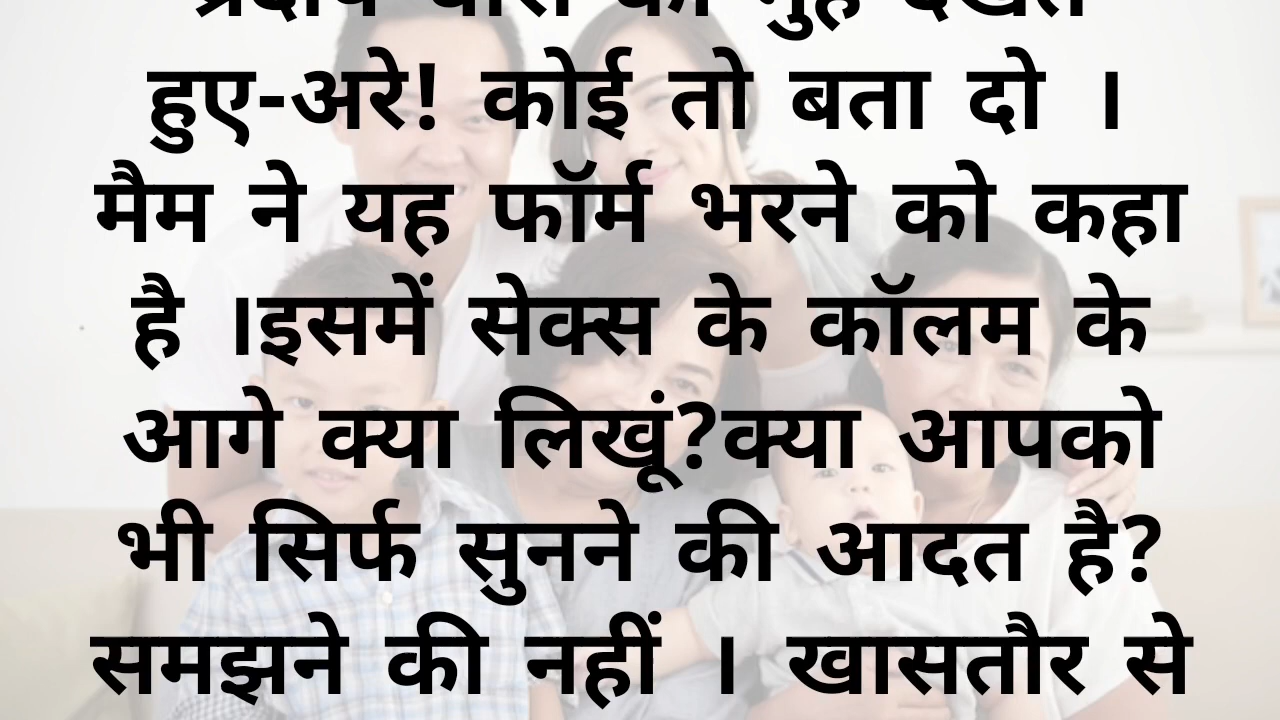 हुए-अरे! कोई तो बता दो ।
मैम ने यह फॉर्म भरने को कहा
है ।इसमें सेक्स के कॉलम के
आगे क्या लिखूं?क्या आपको
भी सिर्फ सुनने की आदत है?
समझने की नहीं । खासतौर से